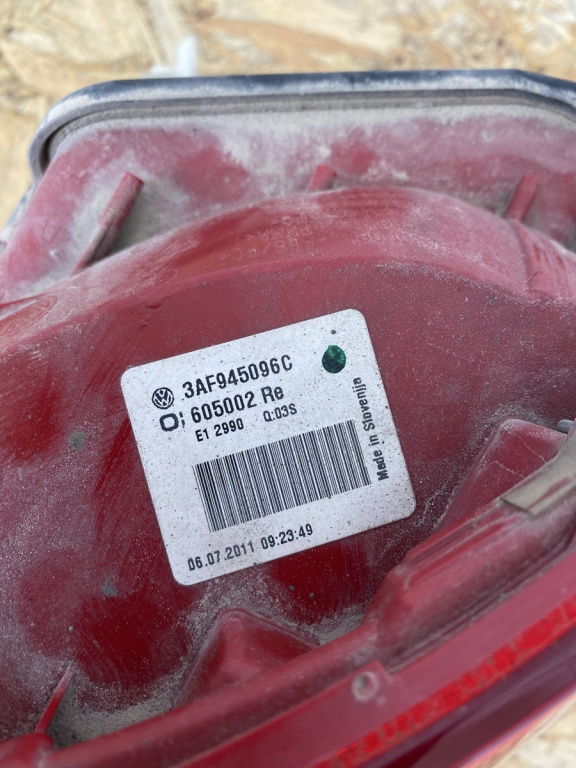 3AF945096C
605002 Re
E1 2990 Q:03S
Made in Slovenija
06.07.2011 09:23:49